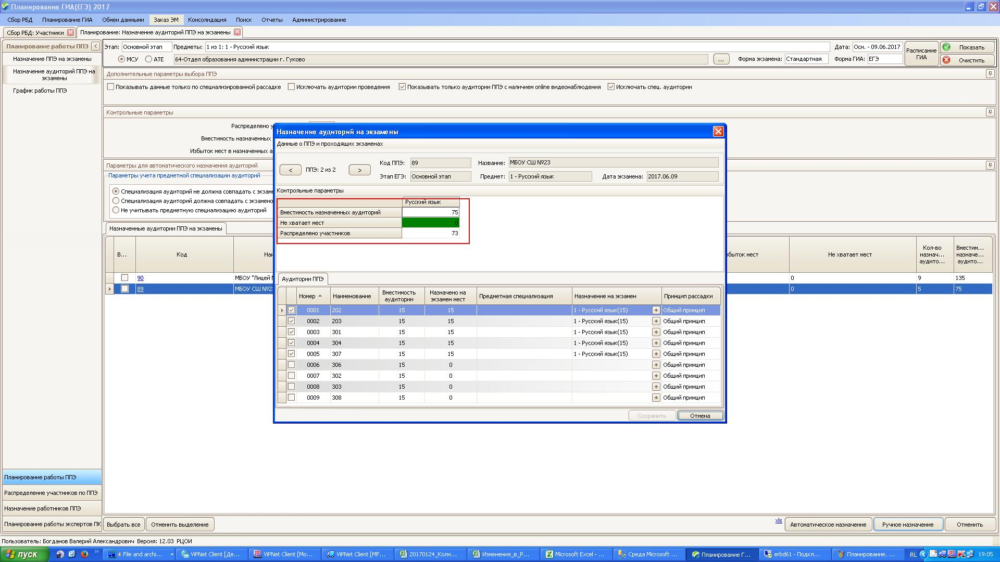 Планирование ГИА(ЕГЭ) 2017
Сбор РБД Планирование ГИА Обмен данными Заказ ЭМ Консолидация Поиск Отчеты Администрирование
Сбор РБД: Участники Планирование: Назначение аудиторий ППЭ на экзамены
Планирование работы ППЭ <
Назначение ППЭ на экзамены
Назначение аудиторий ППЭ на
экзамены
График работы ППЭ
Этап: Основной этап Предметы: 1 из 1: 1 - Русский язык Дата: Осн. - 09.06.2017
МСУ АТЕ 64-Отдел образования администрации г. Гуково ... Форма экзамена: Стандартная Форма ГИА: ЕГЭ
Расписание
ГИА
Показать
Очистить
Дополнительные параметры выбора ППЭ
Показывать данные только по специализированной рассадке Исключать аудитории проведения Показывать только аудитории ППЭ с наличием online видеонаблюдения Исключать спец. аудитории
Контрольные параметры
Распределено у
Вместимость назначенных
Избыток мест в назначенных а
Параметры для автоматического назначения аудиторий
Параметры учета предметной специализации аудиторий
Специализация аудиторий не должна совпадать с экзаме
Специализация аудиторий должна совпадать с экзамено
Не учитывать предметную специализацию аудиторий
Назначенные аудитории ППЭ на экзамены
В... Код Наи быток мест Не хватает мест
Кол-во
назнач...
аудито...
Вместим...
назначе...
аудито...
90 МБОУ "Лицей 0 9 135
89 МБОУ СШ №2 0 5 75
Назначение аудиторий на экзамены
Данные о ППЭ и проходящих экзаменах
< ППЭ: 2 из 2 >
Код ППЭ: 89 Название: МБОУ СШ №23
Этап ЕГЭ: Основной этап Предмет: 1 - Русский язык Дата экзамена: 2017.06.09
Контрольные параметры
Русский язык
Вместимость назначенных аудиторий 75
Не хватает мест 0
Распределено участников 73
Аудитории ППЭ
Номер Наименование
Вместимость
аудитории
Назначено на
экзамен мест
Предметная специализация Назначение на экзамен Принцип рассадки
0001 202 15 15 1 - Русский язык(15) + Общий принцип
0002 203 15 15 1 - Русский язык(15) + Общий принцип
0003 301 15 15 1 - Русский язык(15) + Общий принцип
0004 304 15 15 1 - Русский язык(15) + Общий принцип
0005 307 15 15 1 - Русский язык(15) + Общий принцип
0006 306 15 0 + Общий принцип
0007 302 15 0 + Общий принцип
0008 303 15 0 + Общий принцип
0009 308 15 0 + Общий принцип
Сохранить Отмена
Планирование работы ППЭ
Распределение участников по ППЭ
Назначение работников ППЭ
Планирование работы экспертов ПК
Выбрать все Отменить выделение xls Автоматическое назначение Ручное назначение Отменить
Пользователь: Богданов Валерий Александрович Версия: 12.03 РЦОИ
пуск » 4 File and archi... ViPNet Client [Де... ViPNet Client [Mo... ViPNet Client [MF... 20170124_Коли... Изменения_в_Р... Microsoft Excel - ... Среда Microsoft ... Планирование Г... erbd61 - Подкл... Планирование. ... RL 19:05